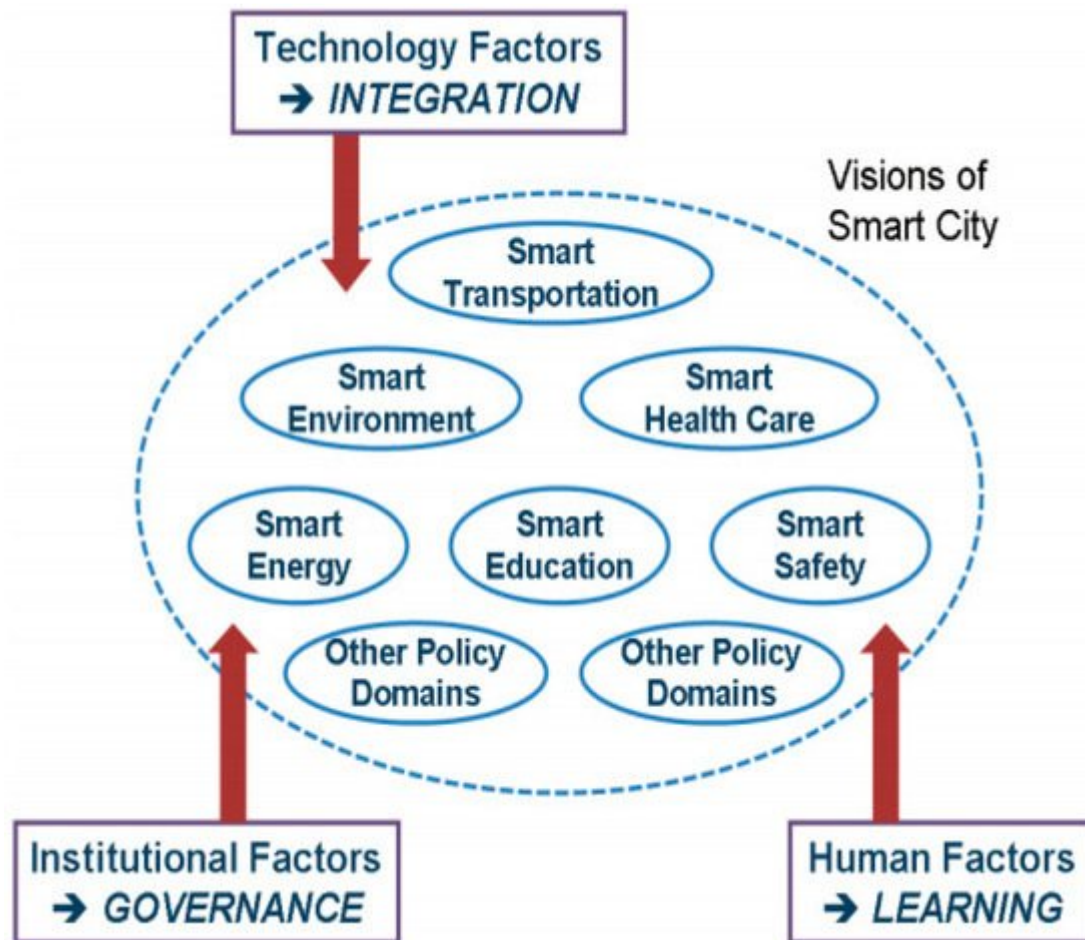 Technology Factors
➔ INTEGRATION
Visions of
Smart City
Smart
Transportation
Smart
Environment
Smart
Health Care
Smart
Energy
Smart
Education
Smart
Safety
Other Policy
Domains
Other Policy
Domains
Institutional Factors
➔ GOVERNANCE
Human Factors
➔ LEARNING